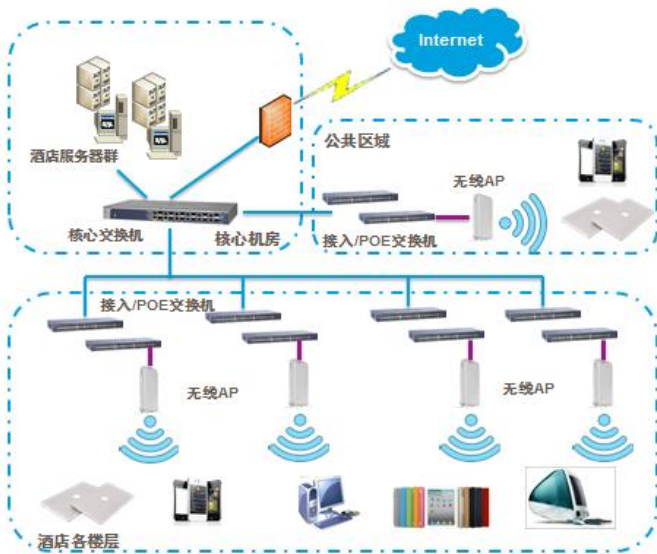 Internet
公共区域
酒店服务器群
无线AP
核心交换机
核心机房
接入/POE交换机
接入/POE交换机
无线AP
无线AP
酒店各楼层